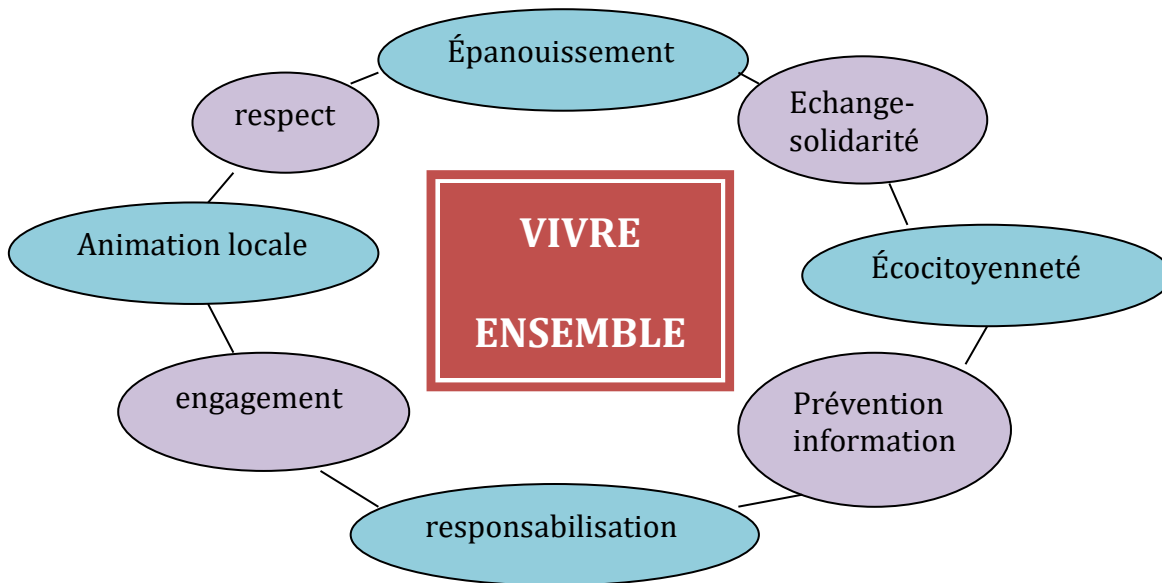 Épanouissement
respect
Echange-
solidarité
VIVRE
ENSEMBLE
Animation locale
Écocitoyenneté
engagement
Prévention
information
responsabilisation